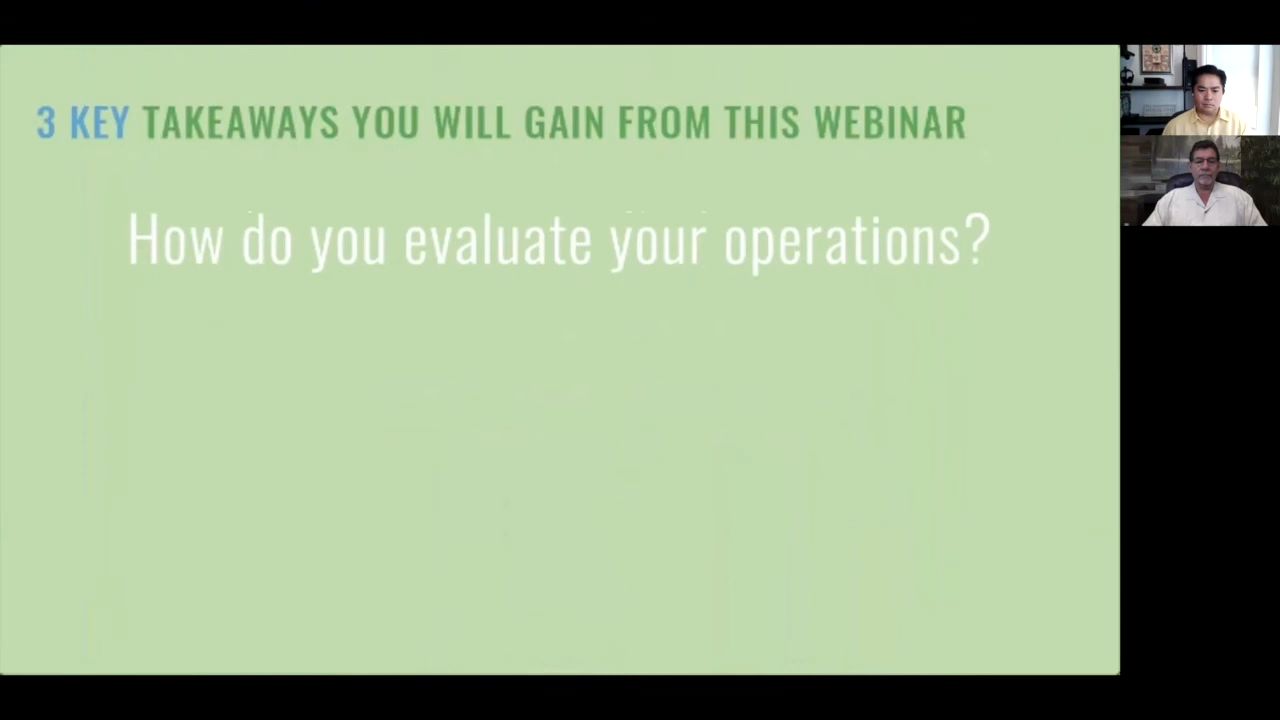 3 KEY TAKEAWAYS YOU WILL GAIN FROM THIS WEBINAR
How do you evaluate your operations?